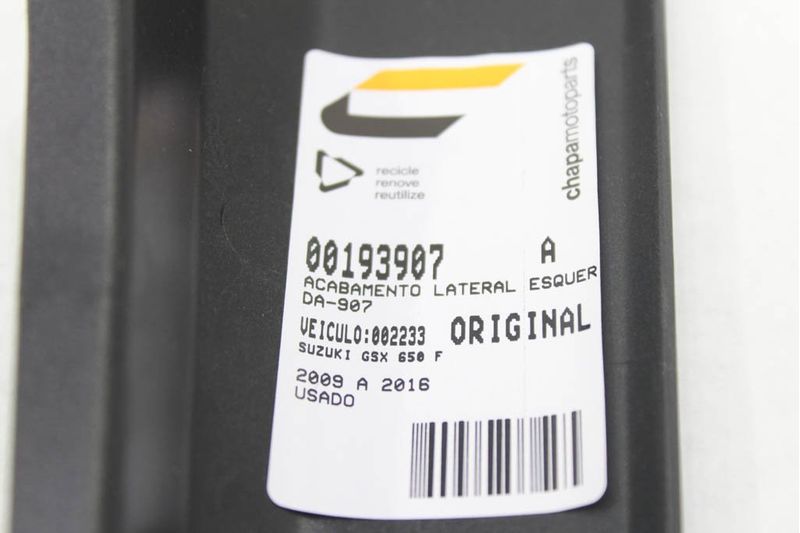 chapamotoparts
recicle
renove
reutilize
00193907 A
ACABAMENTO LATERAL ESQUER
DA-907
VEICULO:002233 ORIGINAL
SUZUKI GSX 650 F
2009 A 2016
USADO